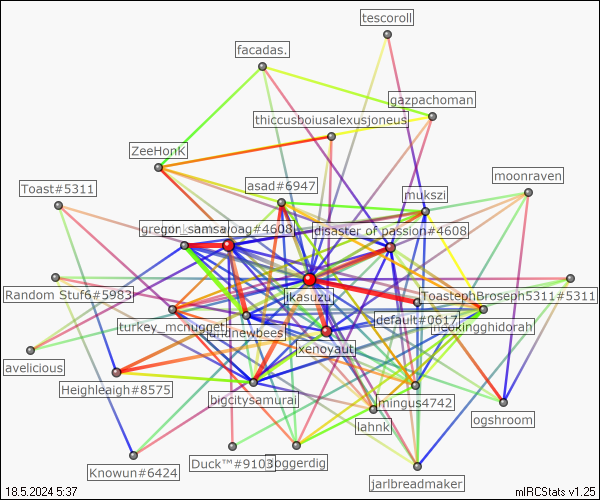 tescoroll
facadas.
gazpachoman
thiccusboiusalexusjoneus
ZeeHonK
moonraven
asad#6947
Toast#5311
mukszi
gregor_samsa
roag#4608
disaster of passion#4608
ikasuzu
Random Stuf6#5983
ToastephBroseph5311#5311
default#0617
neekingghidorah
turkey_mcnugget
andnewbees
xenoyaut
avelicious
Heighleaigh#8575
bigcitysamurai
mingus4742
lahnk
ogshroom
Knowun#6424
Duck™#9103
oggerdig
jarlbreadmaker
18.5.2024 5:37
mIRCStats v1.25